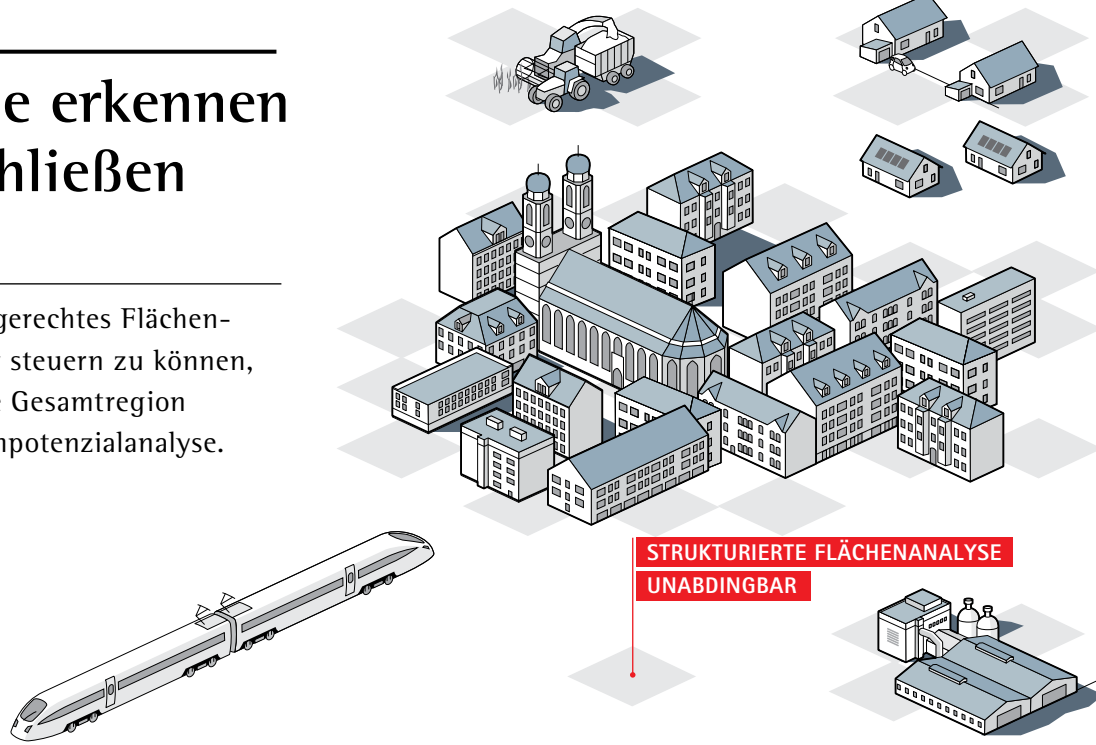 e erkennen
hließen
gerechtes Flächen-
steuern zu können,
Gesamtregion
npotenzialanalyse.
STRUKTURIERTE FLÄCHENANALYSE
UNABDINGBAR